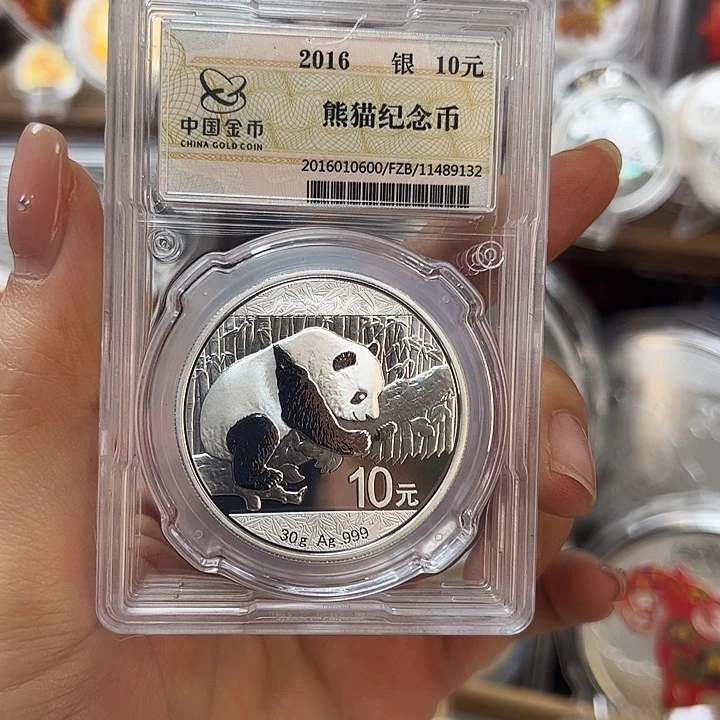 2016 银 10元
中国金币
CHINA GOLD COIN
熊猫纪念币
2016010600/FZB/11489132
10元
30g Ag .999